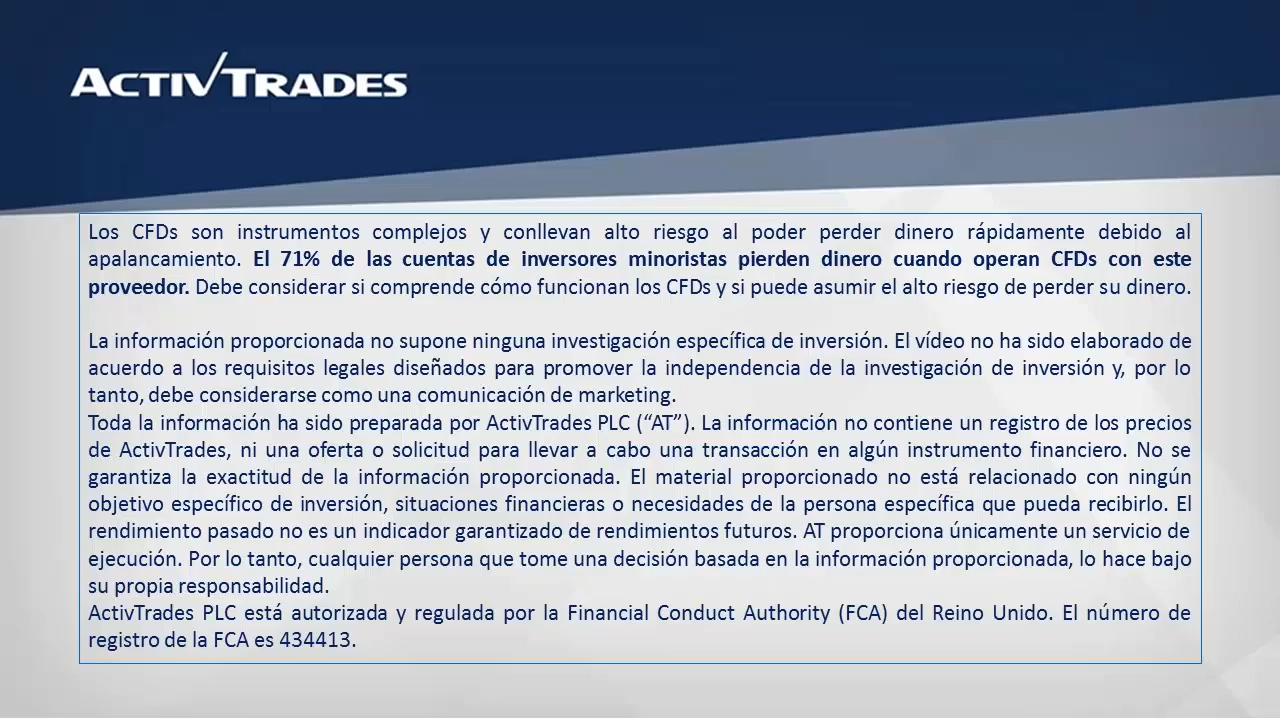 ACTIVTRADES
Los CFDs son instrumentos complejos y conllevan alto riesgo al poder perder dinero rápidamente debido al
apalancamiento. El 71% de las cuentas de inversores minoristas pierden dinero cuando operan CFDs con este
proveedor. Debe considerar si comprende cómo funcionan los CFDs y si puede asumir el alto riesgo de perder su dinero.
La información proporcionada no supone ninguna investigación específica de inversión. El vídeo no ha sido elaborado de
acuerdo a los requisitos legales diseñados para promover la independencia de la investigación de inversión y, por lo
tanto, debe considerarse como una comunicación de marketing.
Toda la información ha sido preparada por ActivTrades PLC (“AT”). La información no contiene un registro de los precios
de ActivTrades, ni una oferta o solicitud para llevar a cabo una transacción en algún instrumento financiero. No se
garantiza la exactitud de la información proporcionada. El material proporcionado no está relacionado con ningún
objetivo específico de inversión, situaciones financieras o necesidades de la persona específica que pueda recibirlo. El
rendimiento pasado no es un indicador garantizado de rendimientos futuros. AT proporciona únicamente un servicio de
ejecución. Por lo tanto, cualquier persona que tome una decisión basada en la información proporcionada, lo hace bajo
su propia responsabilidad.
ActivTrades PLC está autorizada y regulada por la Financial Conduct Authority (FCA) del Reino Unido. El número de
registro de la FCA es 434413.